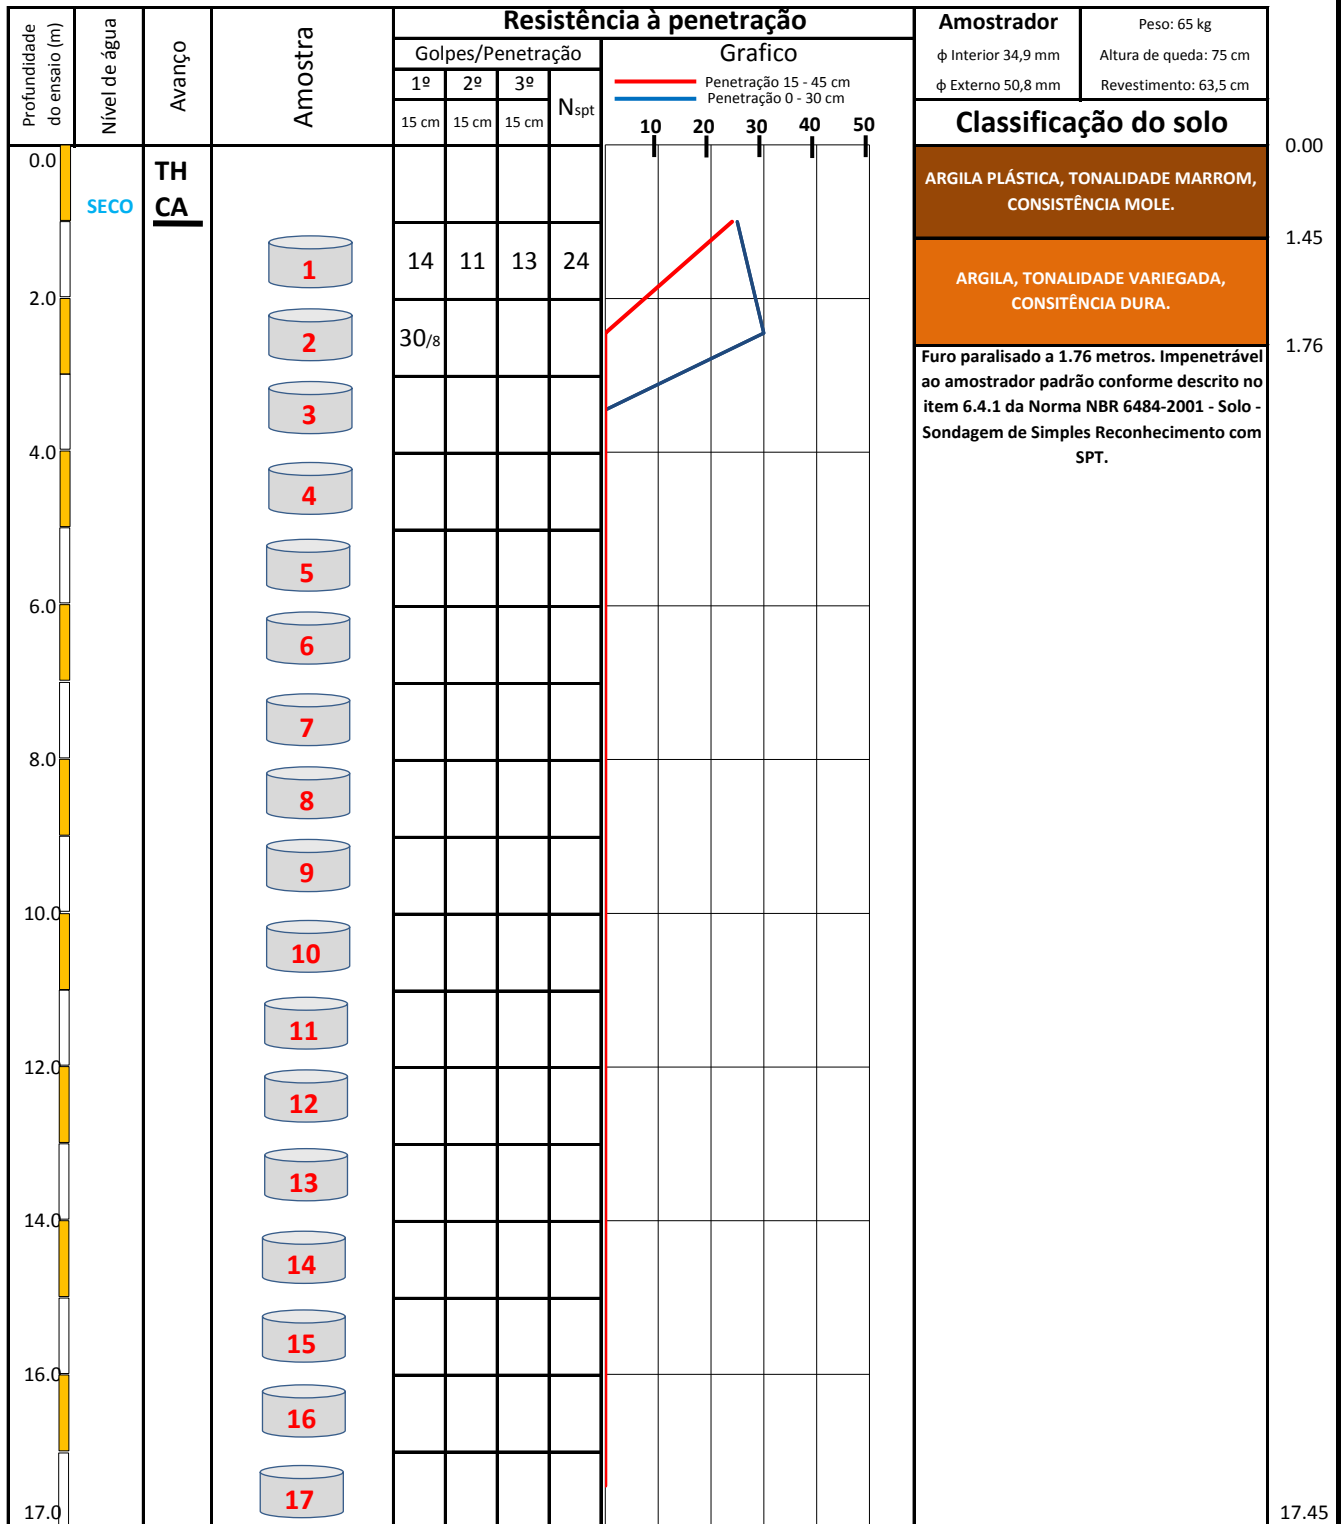 Profundidade
do ensaio (m)
Nível de água
Avanço
Amostra
Resistência à penetração
Golpes/Penetração
1º 2º 3º
Nspt
15 cm 15 cm 15 cm
Grafico
Penetração 15 - 45 cm
Penetração 0 - 30 cm
10 20 30 40 50
Amostrador
ϕ Interior 34,9 mm
ϕ Externo 50,8 mm
Peso: 65 kg
Altura de queda: 75 cm
Revestimento: 63,5 cm
Classificação do solo
0.0
TH
CA
SECO
ARGILA PLÁSTICA, TONALIDADE MARROM,
CONSISTÊNCIA MOLE.
0.00
1.45
1 14 11 13 24
ARGILA, TONALIDADE VARIEGADA,
CONSITÊNCIA DURA.
2.0
2 30/8
1.76
Furo paralisado a 1.76 metros. Impenetrável
ao amostrador padrão conforme descrito no
item 6.4.1 da Norma NBR 6484-2001 - Solo -
Sondagem de Simples Reconhecimento com
SPT.
3
4.0
4
5
6.0
6
7
8.0
8
9
10.0
10
11
12.0
12
13
14.0
14
15
16.0
16
17
17.0
17.45